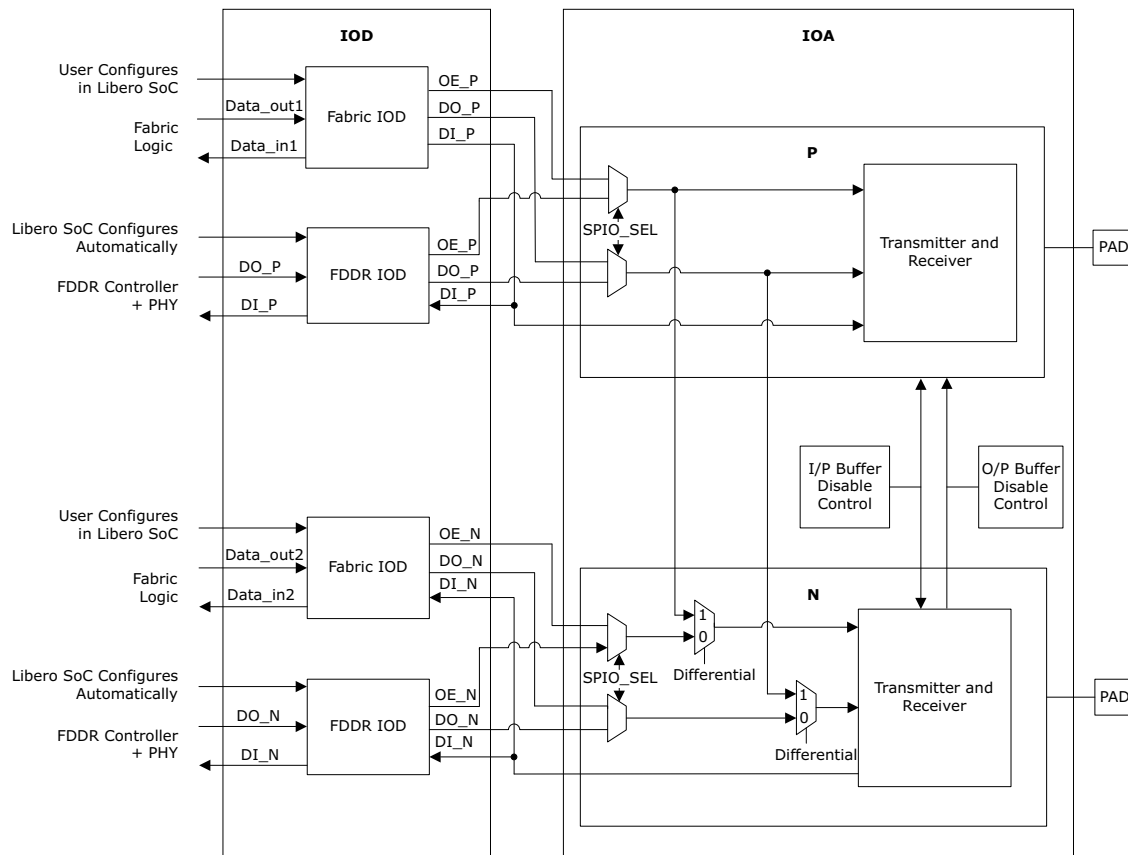 IOD
IOA
User Configures
in Libero SoC
Data_out1
Fabric
Logic
Data_in1
Fabric IOD
OE_P
DO_P
DI_P
P
Libero SoC Configures
Automatically
DO_P
FDDR Controller
+ PHY
DI_P
FDDR IOD
OE_P
DO_P
DI_P
SPIO_SEL
Transmitter and
Receiver
PAD
I/P Buffer
Disable
Control
O/P Buffer
Disable
Control
User Configures
in Libero SoC
Data_out2
Fabric
Logic
Data_in2
Fabric IOD
OE_N
DO_N
DI_N
N
1
0
Differential
SPIO_SEL
Libero SoC Configures
Automatically
DO_N
FDDR Controller
+ PHY
DI_N
FDDR IOD
OE_N
DO_N
DI_N
1
0
Differential
Transmitter and
Receiver
PAD